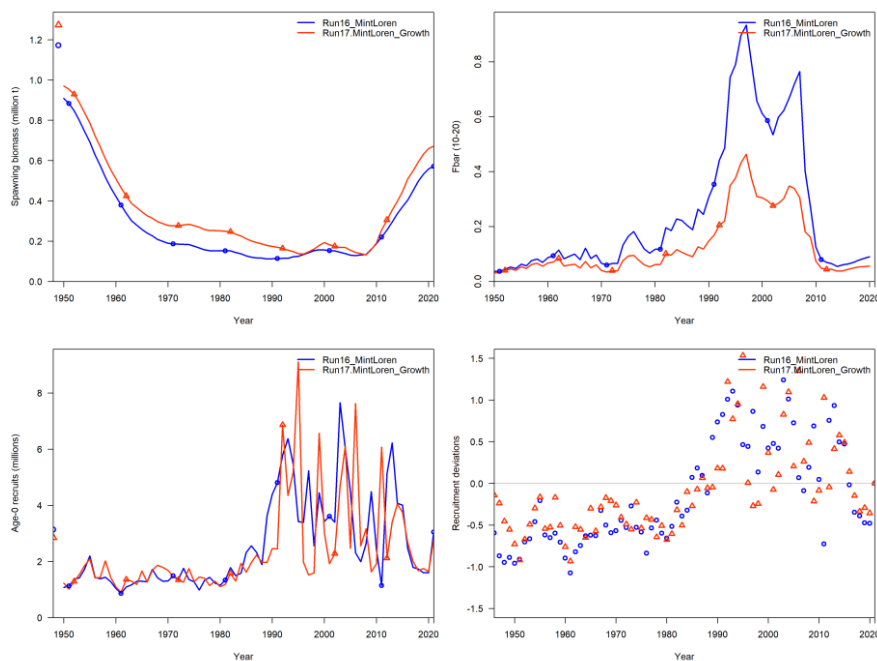 Run16_MintLoren
Run17.MintLoren_Growth
Spawning biomass (million t)
1.2
1.0
0.8
0.6
0.4
0.2
0.0
1950 1960 1970 1980 1990 2000 2010 2020
Year
Run16_MintLoren
Run17.MintLoren_Growth
Fbar (10-20)
0.8
0.6
0.4
0.2
0.0
1950 1960 1970 1980 1990 2000 2010 2020
Year
Run16_MintLoren
Run17.MintLoren_Growth
Age-0 recruits (millions)
8
6
4
2
0
1950 1960 1970 1980 1990 2000 2010 2020
Year
Run16_MintLoren
Run17.MintLoren_Growth
Recruitment deviations
1.5
1.0
0.5
0.0
-0.5
-1.0
-1.5
1950 1960 1970 1980 1990 2000 2010 2020
Year